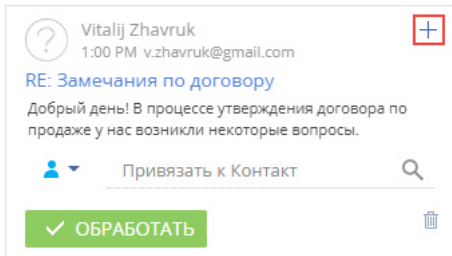 Vitalij Zhavruk
1:00 PM v.zhavruk@gmail.com
RE: Замечания по договору
Добрый день! В процессе утверждения договора по
продаже у нас возникли некоторые вопросы.
Привязать к Контакт
ОБРАБОТАТЬ